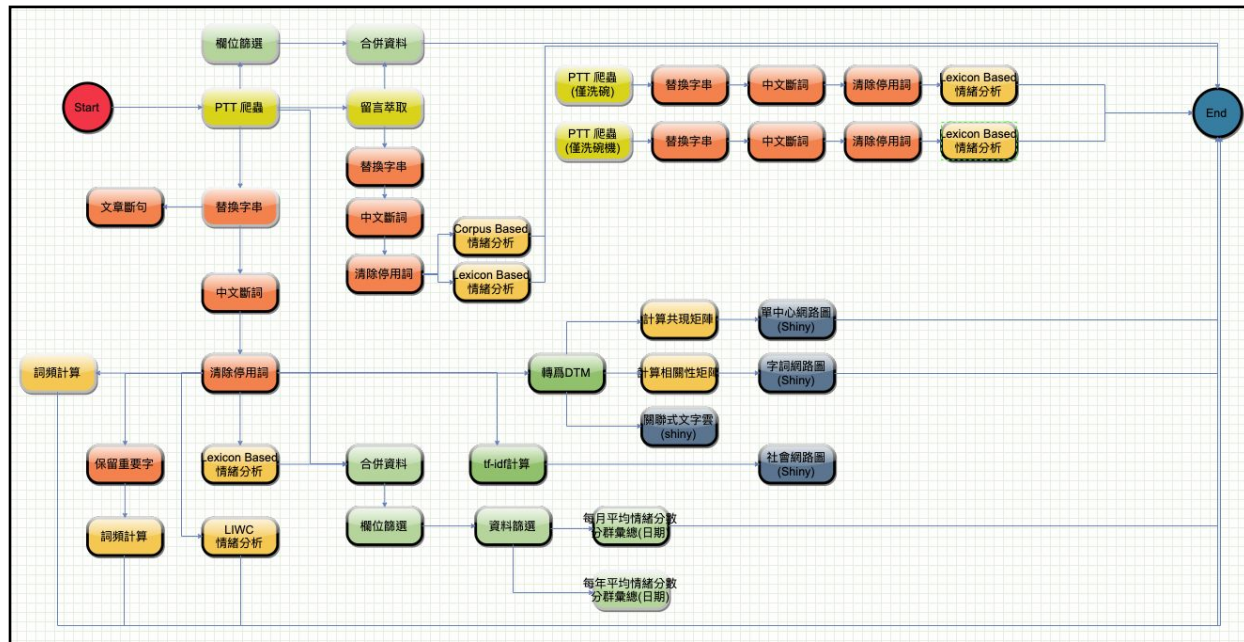 欄位篩選
合併資料
Start
PTT 爬蟲
留言萃取
PTT 爬蟲
(僅洗碗)
替換字串
中文斷詞
清除停用詞
Lexicon Based
情緒分析
End
PTT 爬蟲
(僅洗碗機)
替換字串
中文斷詞
清除停用詞
Lexicon Based
情緒分析
替換字串
文章斷句
替換字串
中文斷詞
Corpus Based
情緒分析
清除停用詞
Lexicon Based
情緒分析
中文斷詞
計算共現矩陣
單中心網路圖
(Shiny)
詞頻計算
清除停用詞
轉爲DTM
計算相關性矩陣
字詞網路圖
(Shiny)
關聯式文字雲
(shiny)
保留重要字
Lexicon Based
情緒分析
合併資料
tf-idf計算
社會網路圖
(Shiny)
詞頻計算
LIWC
情緒分析
欄位篩選
資料篩選
每月平均情緒分數
分群彙總(日期
每年平均情緒分數
分群彙總(日期)